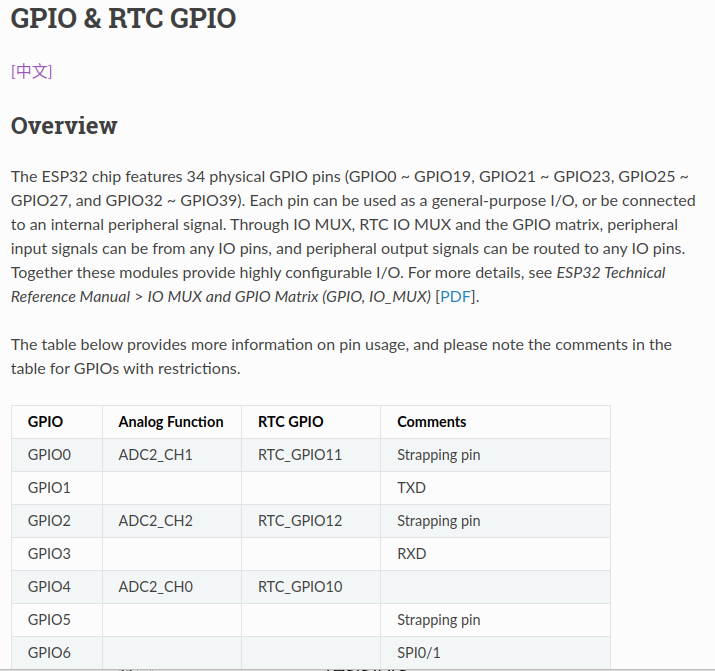 GPIO & RTC GPIO
[中文]
Overview
The ESP32 chip features 34 physical GPIO pins (GPIO0 ~ GPIO19, GPIO21 ~ GPIO23, GPIO25 ~
GPIO27, and GPIO32 ~ GPIO39). Each pin can be used as a general-purpose I/O, or be connected
to an internal peripheral signal. Through IO MUX, RTC IO MUX and the GPIO matrix, peripheral
input signals can be from any IO pins, and peripheral output signals can be routed to any IO pins.
Together these modules provide highly configurable I/O. For more details, see ESP32 Technical
Reference Manual > IO MUX and GPIO Matrix (GPIO, IO_MUX) [PDF].
The table below provides more information on pin usage, and please note the comments in the
table for GPIOs with restrictions.
GPIO Analog Function RTC GPIO Comments
GPIO0 ADC2_CH1 RTC_GPIO11 Strapping pin
GPIO1 TXD
GPIO2 ADC2_CH2 RTC_GPIO12 Strapping pin
GPIO3 RXD
GPIO4 ADC2_CH0 RTC_GPIO10
GPIO5 Strapping pin
GPIO6 SPI0/1